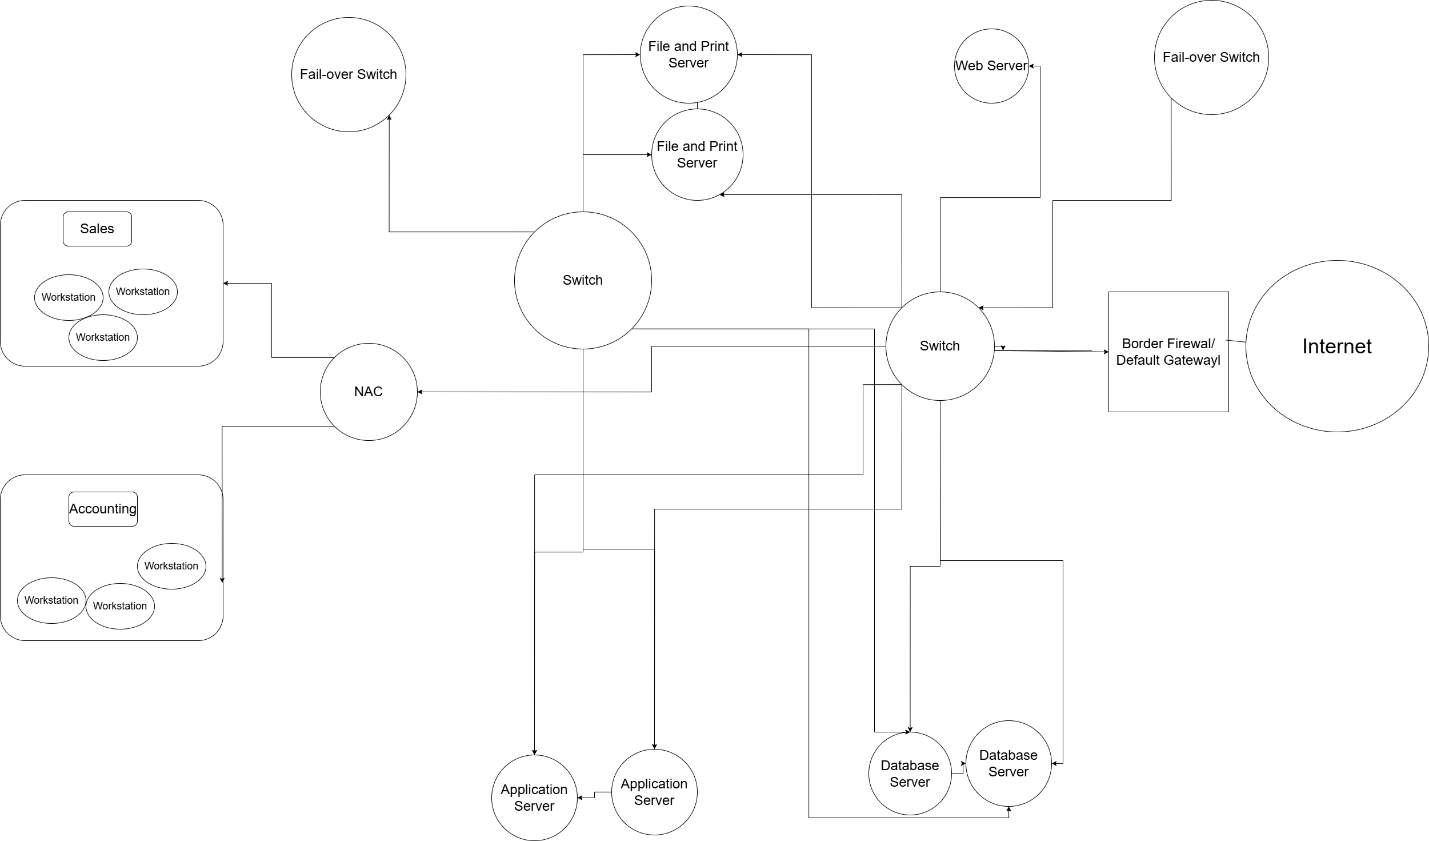 Fail-over Switch
File and Print
Server
Web Server
Fail-over Switch
File and Print
Server
Sales
Workstation
Workstation
Workstation
Switch
Switch
Border Firewal/
Default GatewayI
Internet
NAC
Accounting
Workstation
Workstation
Workstation
Application
Server
Application
Server
Database
Server
Database
Server